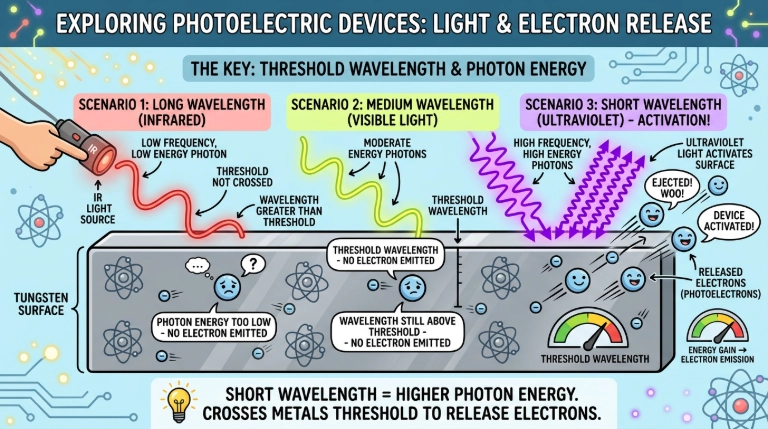 EXPLORING PHOTOELECTRIC DEVICES: LIGHT & ELECTRON RELEASE
THE KEY: THRESHOLD WAVELENGTH & PHOTON ENERGY
SCENARIO 1: LONG WAVELENGTH
(INFRARED)
IR
LOW FREQUENCY,
LOW ENERGY PHOTON
THRESHOLD
NOT CROSSED
WAVELENGTH
GREATER THAN
THRESHOLD
IR
LIGHT
SOURCE
SCENARIO 2: MEDIUM WAVELENGTH
(VISIBLE LIGHT)
MODERATE
ENERGY PHOTONS
THRESHOLD
WAVELENGTH
SCENARIO 3: SHORT WAVELENGTH
(ULTRAVIOLET) – ACTIVATION!
HIGH FREQUENCY,
HIGH ENERGY
PHOTONS
ULTRAVIOLET
LIGHT ACTIVATES
SURFACE
EJECTED!
WOO!
DEVICE
ACTIVATED!
RELEASED
ELECTRONS
(PHOTOELECTRONS)
TUNGSTEN
SURFACE
...
?
PHOTON ENERGY TOO LOW
- NO ELECTRON EMITTED
THRESHOLD WAVELENGTH
- NO ELECTRON EMITTED
WAVELENGTH STILL ABOVE
THRESHOLD -
- NO ELECTRON EMITTED
THRESHOLD WAVELENGTH
ENERGY GAIN →
ELECTRON EMISSION
SHORT WAVELENGTH = HIGHER PHOTON ENERGY.
CROSSES METALS THRESHOLD TO RELEASE ELECTRONS.